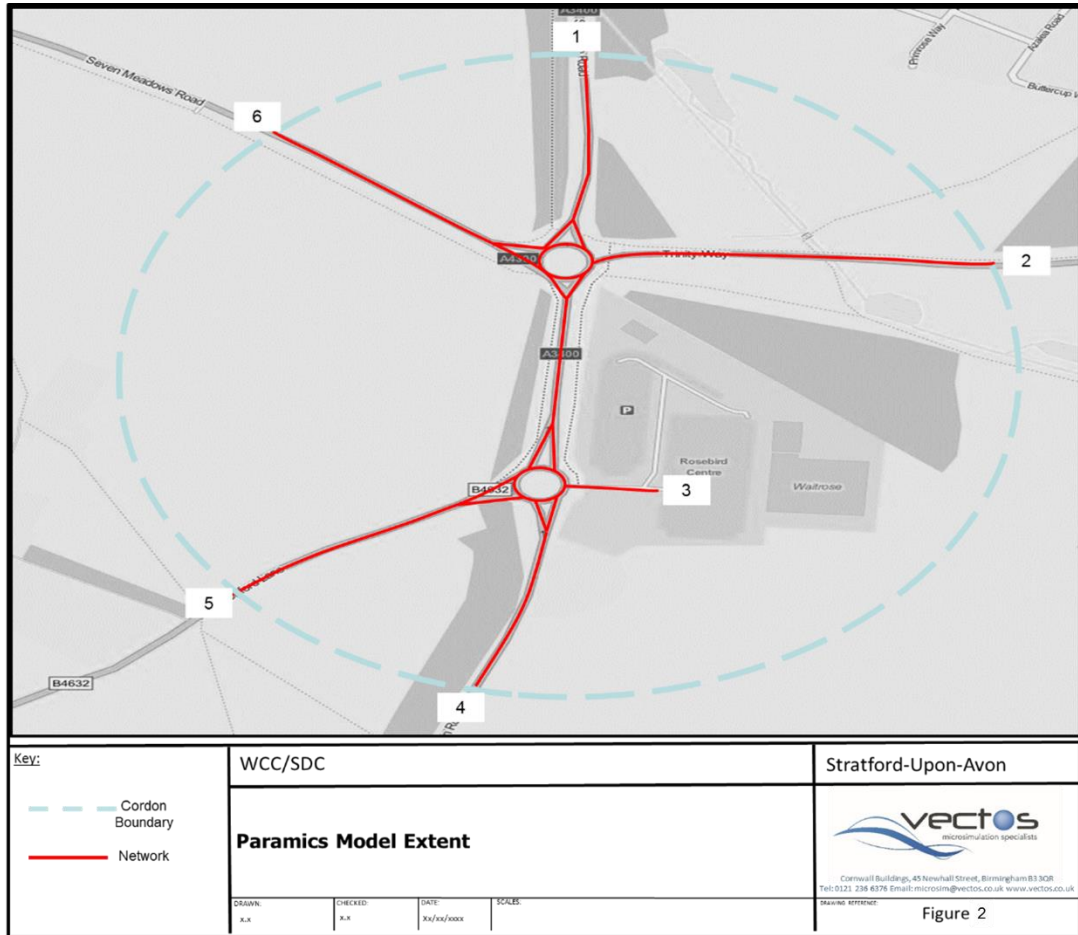 A3400
1
Primrose Way
Azalea Road
Buttercup W
Seven Meadows Road
Road
6
A4390
Trinity Way
2
A3400
P
Rosebird
Centre
Waitrose
3
B4632
5
B4632
4
Key:
Cordon
Boundary
Network
WCC/SDC
Stratford-Upon-Avon
Paramics Model Extent
vectos
microsimulation specialists
Cornwall Buildings, 45 Newhall Street, Birmingham B3 3QR
Tel: 0121 236 6376 Email: microsim@vectos.co.uk www.vectos.co.uk
DRAWN:
x.x
CHECKED:
x.x
DATE:
Xx/xx/xxxx
SCALES:
DRAWING REFERENCE:
Figure 2